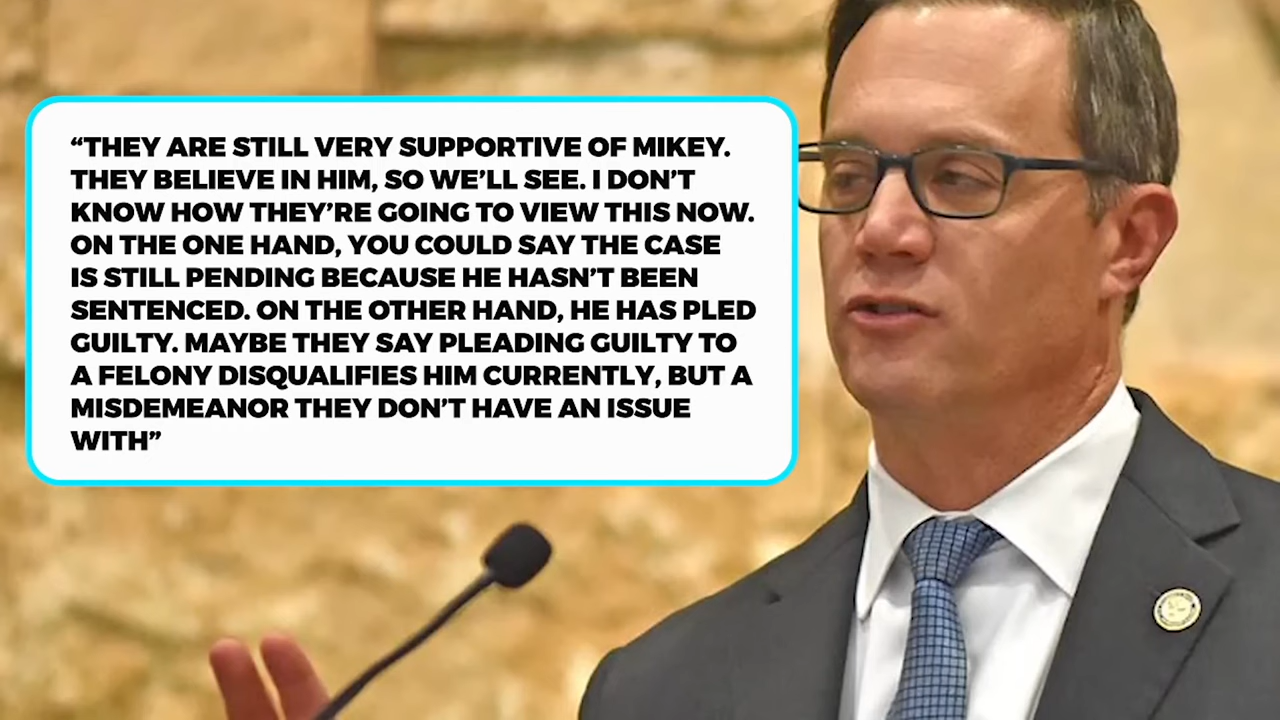 “THEY ARE STILL VERY SUPPORTIVE OF MIKEY.
THEY BELIEVE IN HIM, SO WE’LL SEE. I DON’T
KNOW HOW THEY’RE GOING TO VIEW THIS NOW.
ON THE ONE HAND, YOU COULD SAY THE CASE
IS STILL PENDING BECAUSE HE HASN’T BEEN
SENTENCED. ON THE OTHER HAND, HE HAS PLED
GUILTY. MAYBE THEY SAY PLEADING GUILTY TO
A FELONY DISQUALIFIES HIM CURRENTLY, BUT A
MISDEMEANOR THEY DON’T HAVE AN ISSUE
WITH”